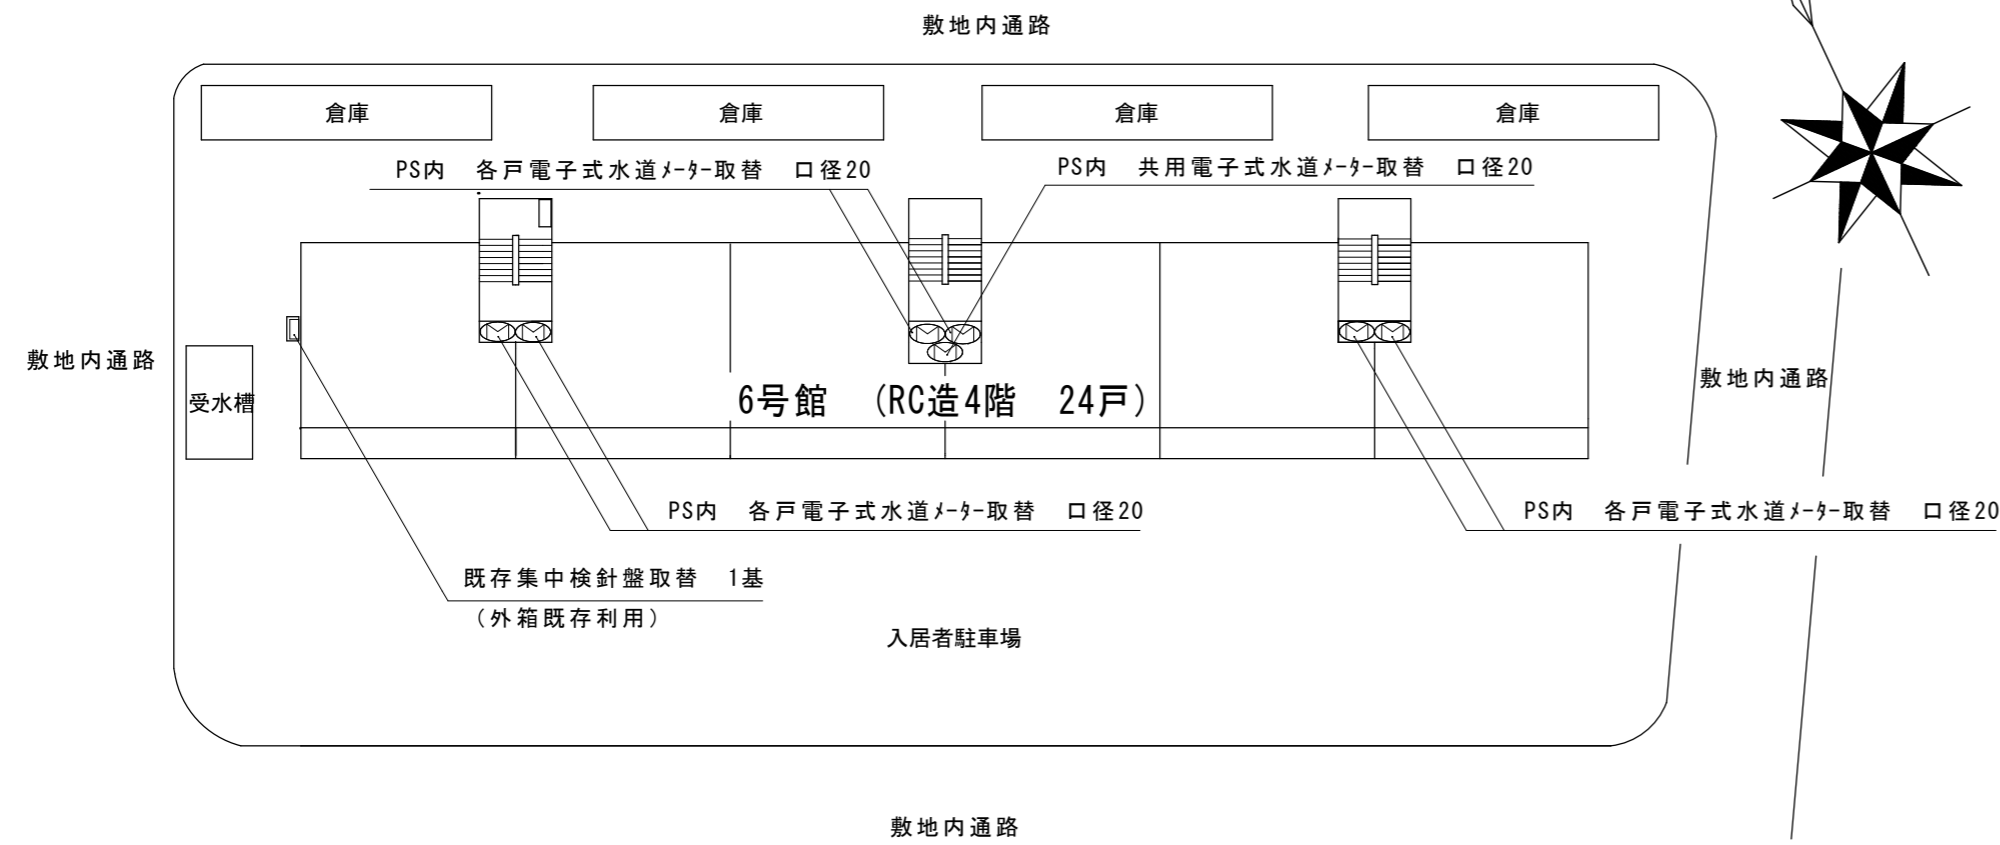 敷地内通路
倉庫
倉庫
倉庫
倉庫
PS内　各戸電子式水道ﾒｰﾀｰ取替　口径20
PS内　共用電子式水道ﾒｰﾀｰ取替　口径20
敷地内通路
受水槽
6号館　（RC造4階　24戸）
敷地内通路
PS内　各戸電子式水道ﾒｰﾀｰ取替　口径20
PS内　各戸電子式水道ﾒｰﾀｰ取替　口径20
既存集中検針盤取替　1基
（外箱既存利用）
入居者駐車場
敷地内通路